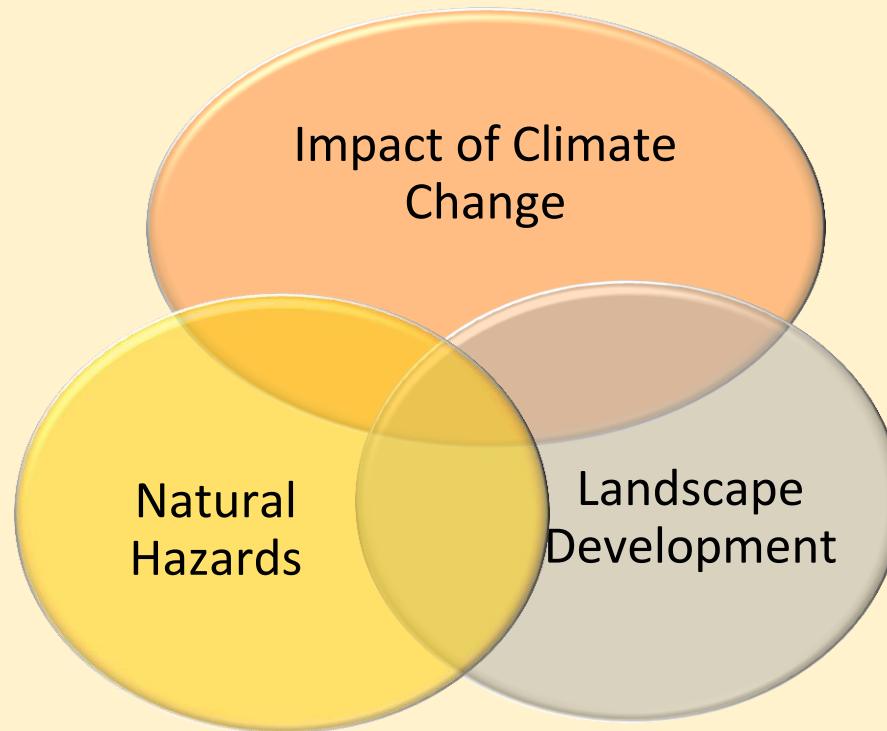 Impact of Climate
Change
Natural
Hazards
Landscape
Development